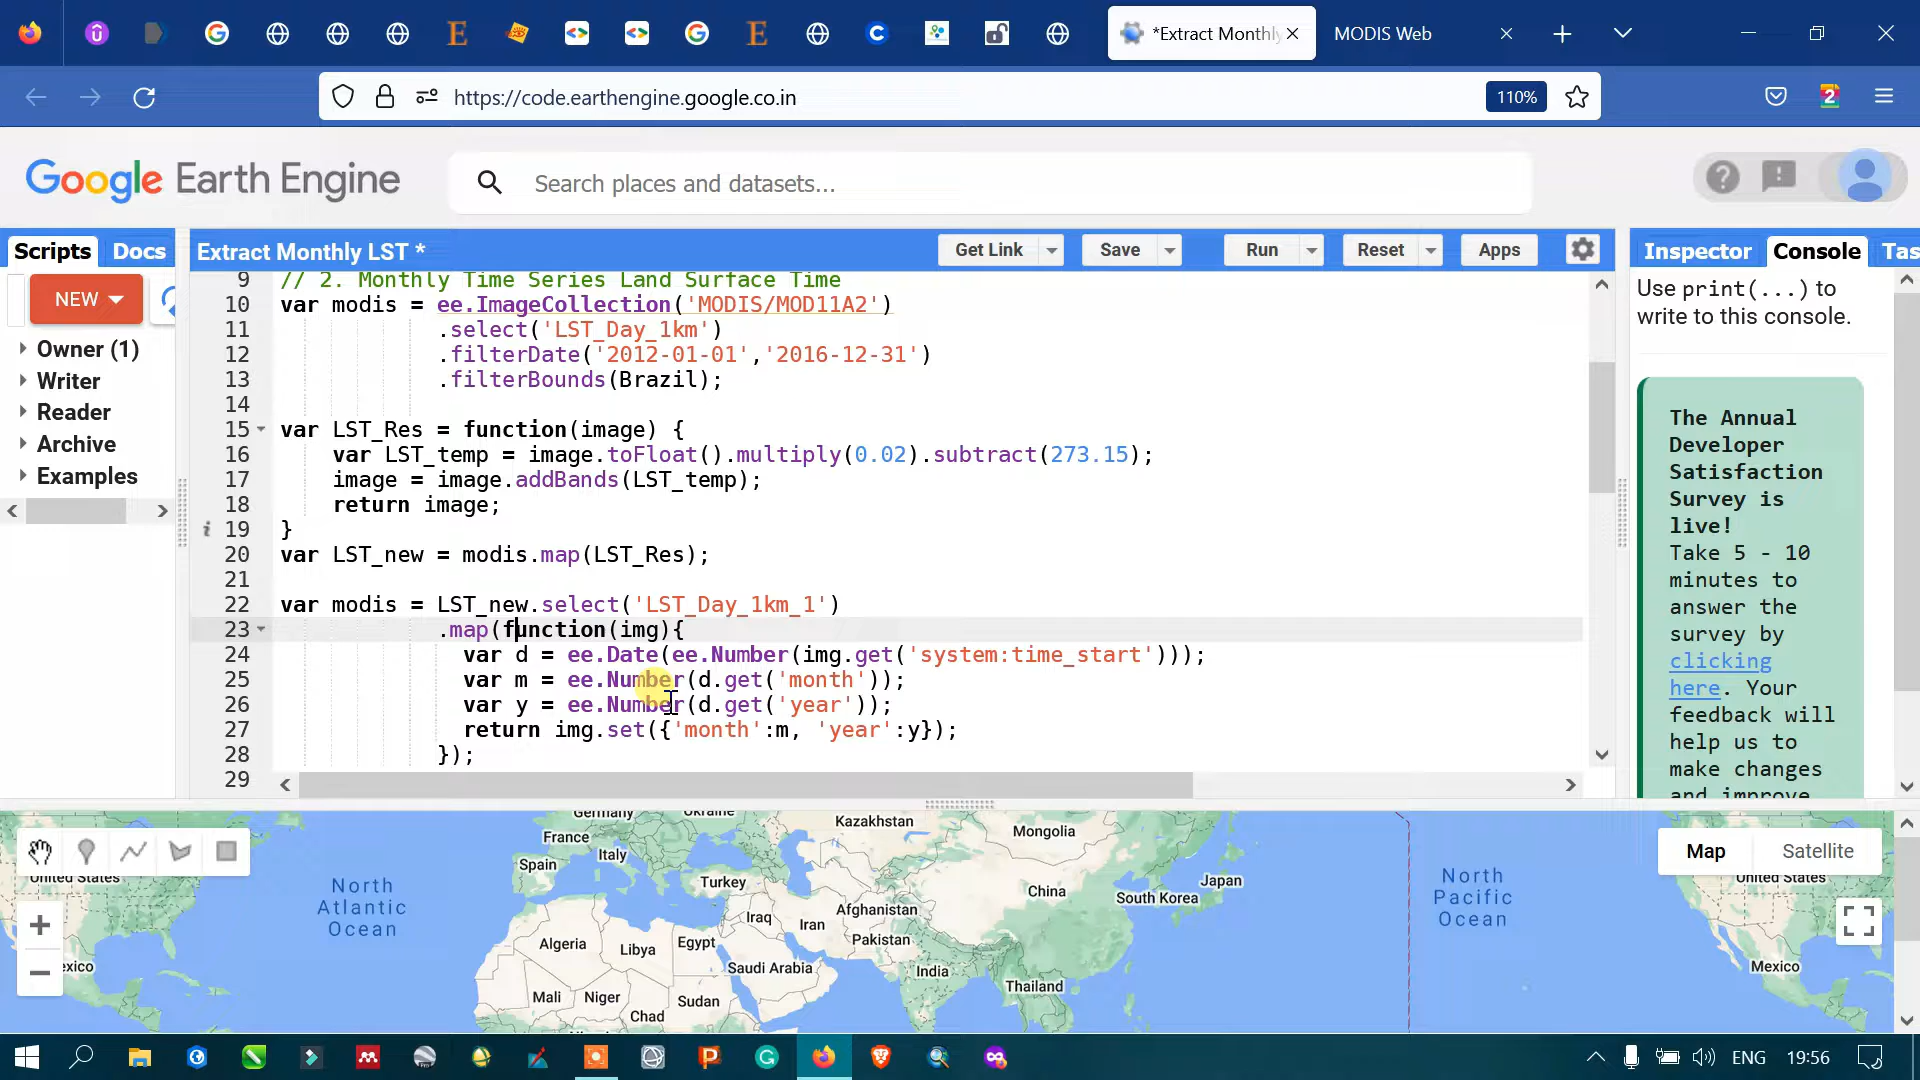 *Extract Monthly
MODIS Web
https://code.earthengine.google.co.in
110%
2
Google Earth Engine
Search places and datasets...
Scripts
Docs
Extract Monthly LST *
Get Link
Save
Run
Reset
Apps
Inspector
Console
Tas
NEW
Owner (1)
Writer
Reader
Archive
Examples
9 // 2. Monthly Time Series Land Surface Time
10 var modis = ee.ImageCollection('MODIS/MOD11A2')
11 .select('LST_Day_1km')
12 .filterDate('2012-01-01','2016-12-31')
13 .filterBounds(Brazil);
14
15 var LST_Res = function(image) {
16 var LST_temp = image.toFloat().multiply(0.02).subtract(273.15);
17 image = image.addBands(LST_temp);
18 return image;
19 }
20 var LST_new = modis.map(LST_Res);
21
22 var modis = LST_new.select('LST_Day_1km_1')
23 .map(function(img){
24 var d = ee.Date(ee.Number(img.get('system:time_start')));
25 var m = ee.Number(d.get('month'));
26 var y = ee.Number(d.get('year'));
27 return img.set({'month':m, 'year':y});
28 });
29
Use print(...) to
write to this console.
The Annual
Developer
Satisfaction
Survey is
live!
Take 5 - 10
minutes to
answer the
survey by
clicking
here. Your
feedback will
help us to
make changes
and improve
Germany
Ukraine
Kazakhstan
Mongolia
France
Italy
Spain
Turkey
China
Japan
South Korea
North
Atlantic
Ocean
Iraq
Iran
Afghanistan
Pakistan
Algeria
Libya
Egypt
Saudi Arabia
India
Thailand
Mali
Niger
Sudan
Chad
North
Pacific
Ocean
United States
exico
United States
Mexico
Map
Satellite
ENG
19:56